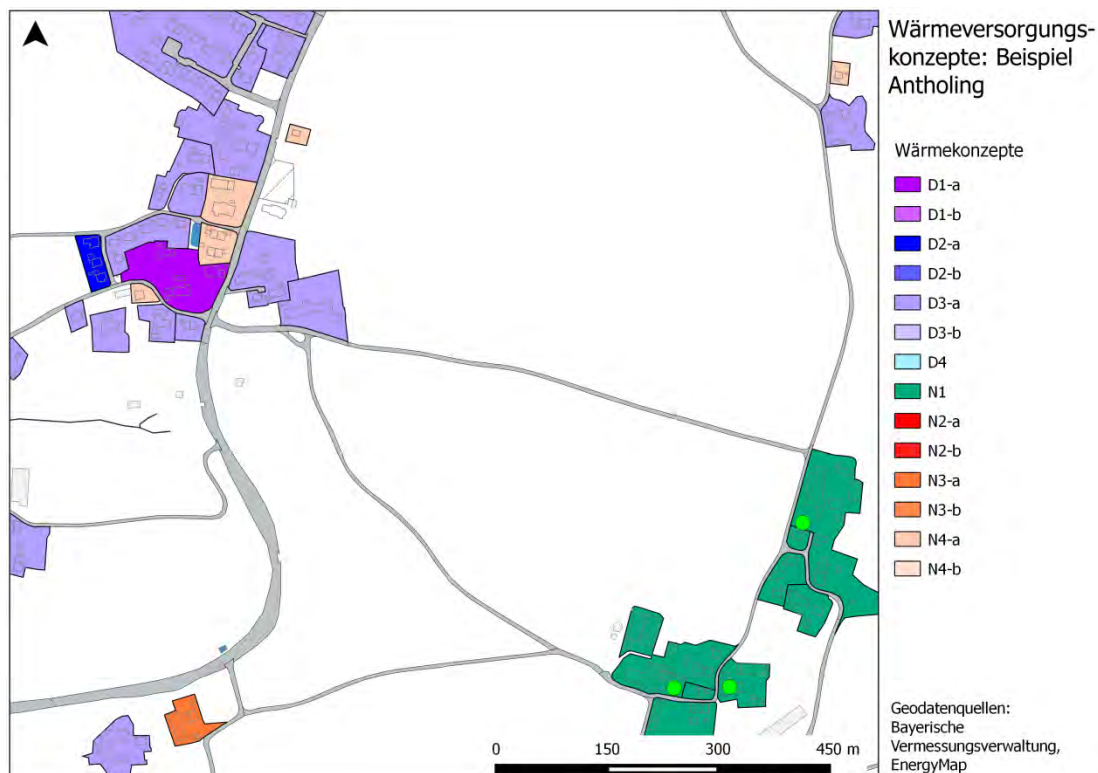 Wärmeversorgungs-
konzepte: Beispiel
Antholing
Wärmekonzepte
D1-a
D1-b
D2-a
D2-b
D3-a
D3-b
D4
N1
N2-a
N2-b
N3-a
N3-b
N4-a
N4-b
Geodatenquellen:
Bayerische
Vermessungsverwaltung,
EnergyMap
0 150 300 450 m